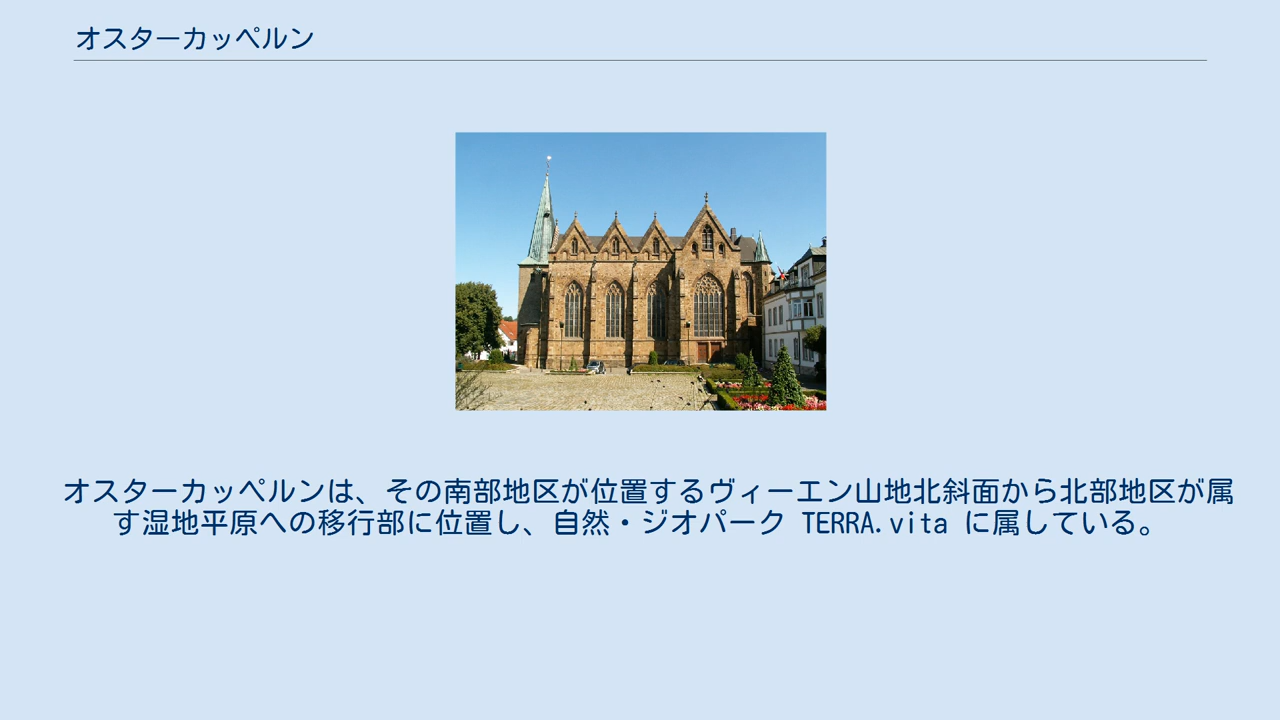 オスターカッペルン
オスターカッペルンは、その南部地区が位置するヴィーエン山地北斜面から北部地区が属
す湿地平原への移行部に位置し、自然・ジオパーク TERRA.vita に属している。